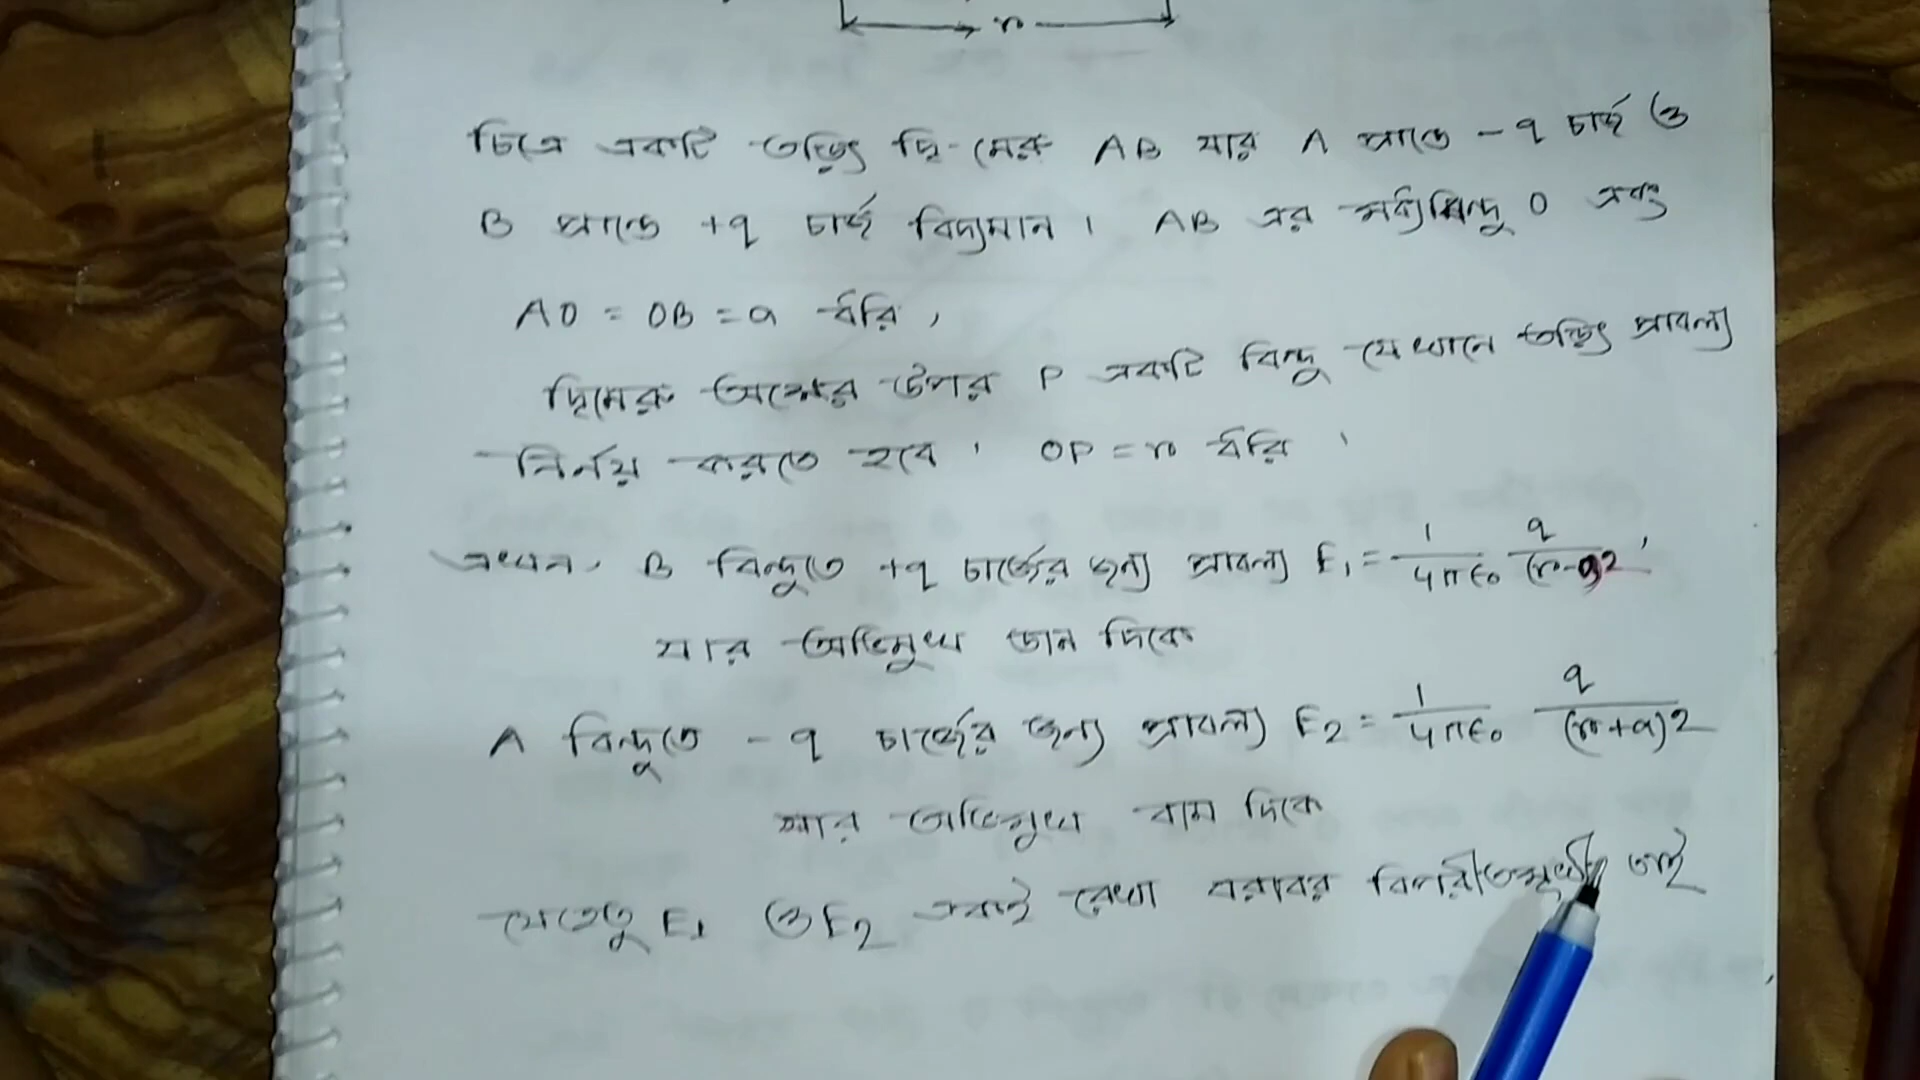 r
চিত্রে একটি তড়িৎ দ্বি-মেরু AB যার A প্রান্তে -q চার্জ ও
B প্রান্তে +q চার্জ বিদ্যমান। AB এর মধ্যবিন্দু O এবং
AO = OB = a ধরি,
দ্বিমেরু অক্ষের উপর P একটি বিন্দু যেখানে তড়িৎ প্রাবল্য
নির্নয় করতে হবে। OP = r ধরি।
এখন, B বিন্দুতে +q চার্জের জন্য প্রাবল্য E₁ = 1/4πε₀ q/(r-a)2,
যার অভিমুখ ডান দিকে
A বিন্দুতে -q চার্জের জন্য প্রাবল্য E2 = 1/4πε₀ q/(r+a)2
যার অভিমুখ বাম দিকে
যেহেতু E₁ ও E2 একই রেখা বরাবর বিপরীতমুখী তাই